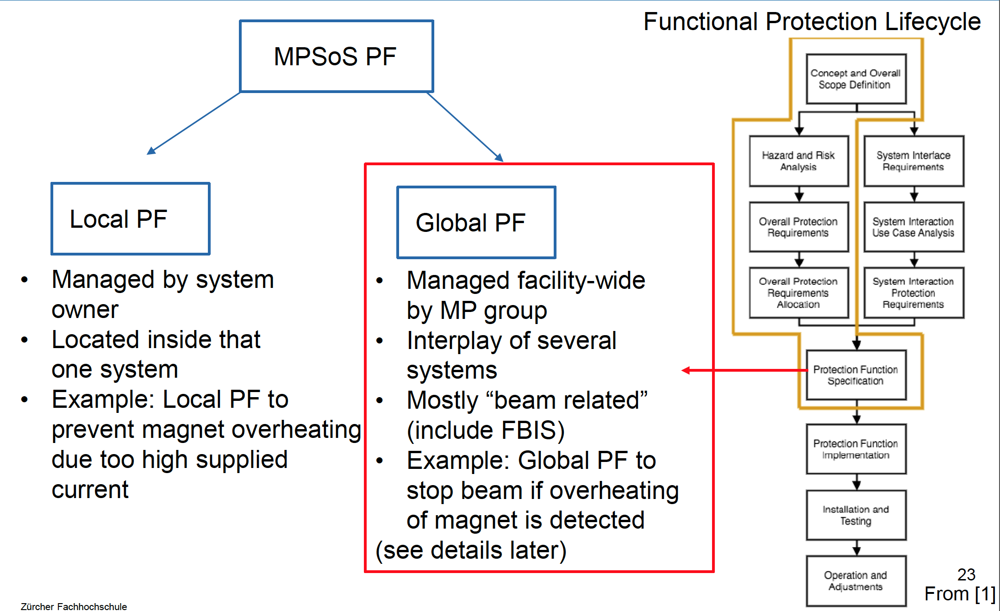 Functional Protection Lifecycle
MPSoS PF
Local PF
• Managed by system
owner
• Located inside that
one system
• Example: Local PF to
prevent magnet overheating
due too high supplied
current
Global PF
• Managed facility-wide
by MP group
• Interplay of several
systems
• Mostly “beam related”
(include FBIS)
• Example: Global PF to
stop beam if overheating
of magnet is detected
(see details later)
Concept and Overall
Scope Definition
Hazard and Risk
Analysis
System Interface
Requirements
Overall Protection
Requirements
System Interaction
Use Case Analysis
Overall Protection
Requirements
Allocation
System Interaction
Protection
Requirements
Protection Function
Specification
Protection Function
Implementation
Installation and
Testing
Operation and
Adjustments
23
From [1]
Zürcher Fachhochschule